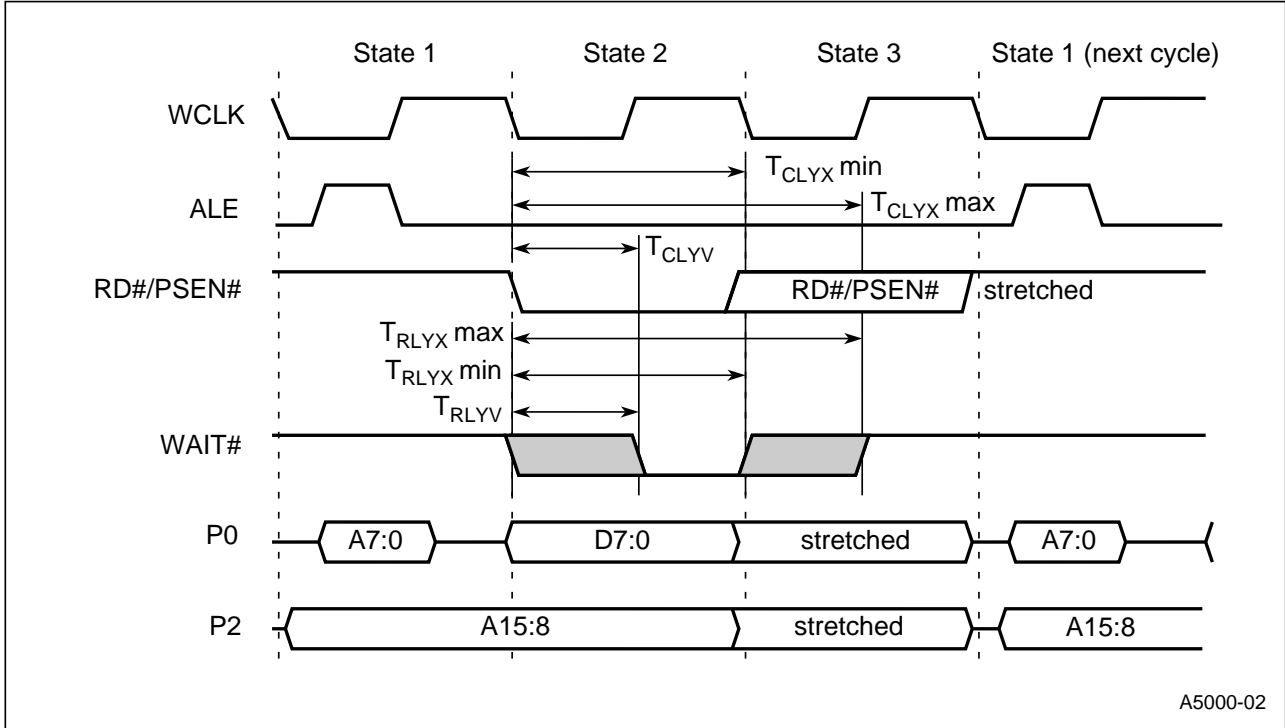 State 1 State 2 State 3 State 1 (next cycle)
WCLK
TCLYX min
ALE
TCLYX max
TCLYV
RD#/PSEN# RD#/PSEN# stretched
TRLYX max
TRLYX min
TRLYV
WAIT#
P0 A7:0 D7:0 stretched A7:0
P2 A15:8 stretched A15:8
A5000-02